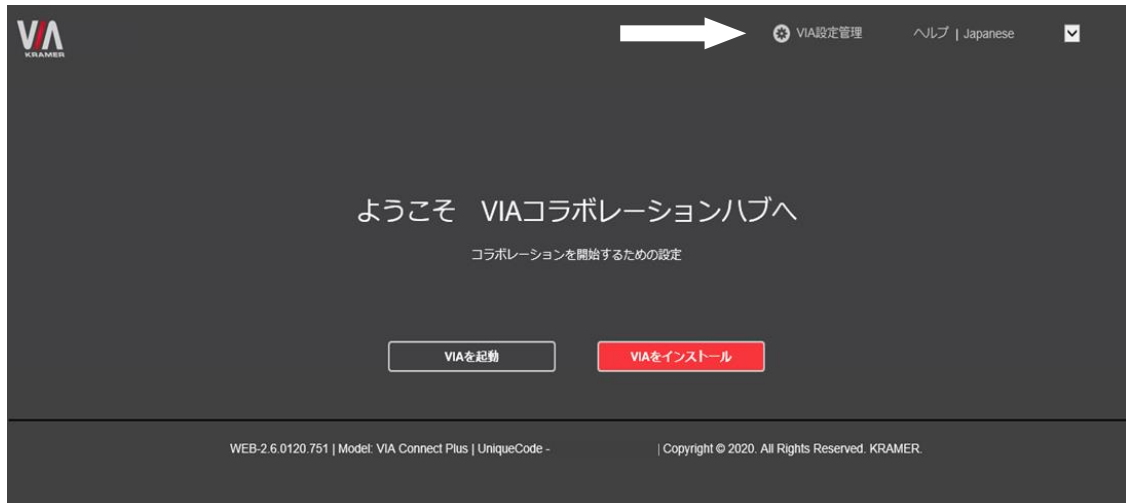 VIA
KRAMER
VIA設定管理 ヘルプ | Japanese
ようこそ VIAコラボレーションハブへ
コラボレーションを開始するための設定
VIAを起動 VIAをインストール
WEB-2.6.0120.751 | Model: VIA Connect Plus | UniqueCode - | Copyright © 2020. All Rights Reserved. KRAMER.